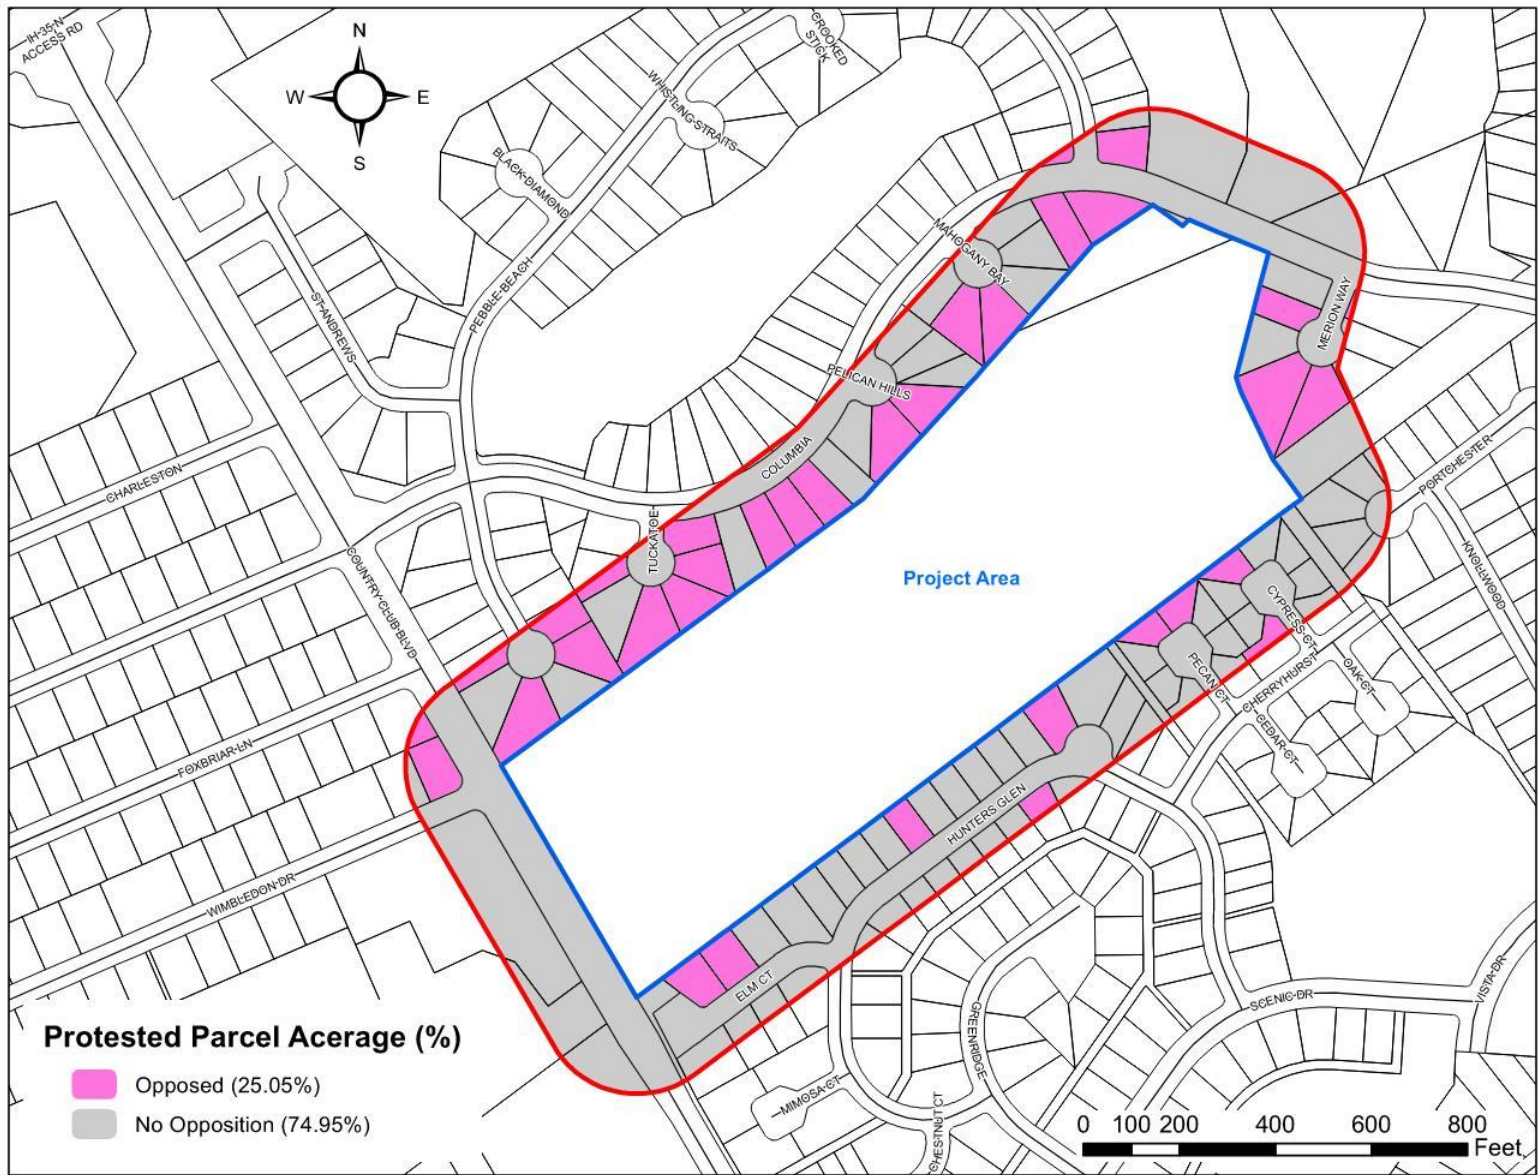 IH-35-N
ACCESS RD
N
W
E
S
CROOKED
STICK
WHISTLING-STRAITS
BLACK-DIAMOND
PEBBLE-BEACH
ST-ANDREWS
MAHOGANY BAY
MERION WAY
PELICAN HILLS
COLUMBIA
CHARLESTON
PORTCHESTER
TUCKATOE
KNOLLWOOD
COUNTRY-CLUB-BLVD
Project Area
CYPRESS-CT
PECAN CT
OAK-CT
CHERRYHURST
CEDAR-CT
FOXBRIAR-LN
HUNTERS GLEN
WIMBLEDON-DR
ELM CT
SCENIC-DR
VISTA-DR
GREENRIDGE
MIMOSA-CT
CHESTNUT CT
Protested Parcel Acerage (%)
Opposed (25.05%)
No Opposition (74.95%)
0 100 200 400 600 800
Feet